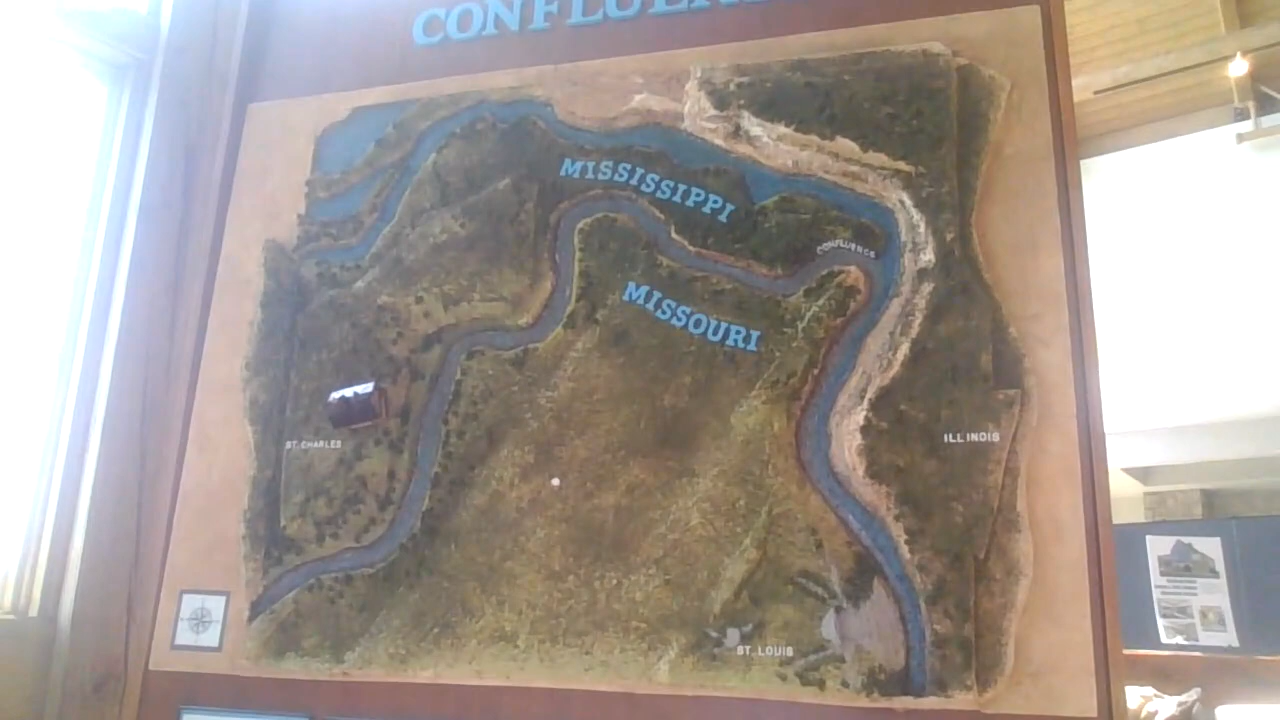 MISSISSIPPI
CONFLUENCE
MISSOURI
ILLINOIS
ST. CHARLES
ST. LOUIS